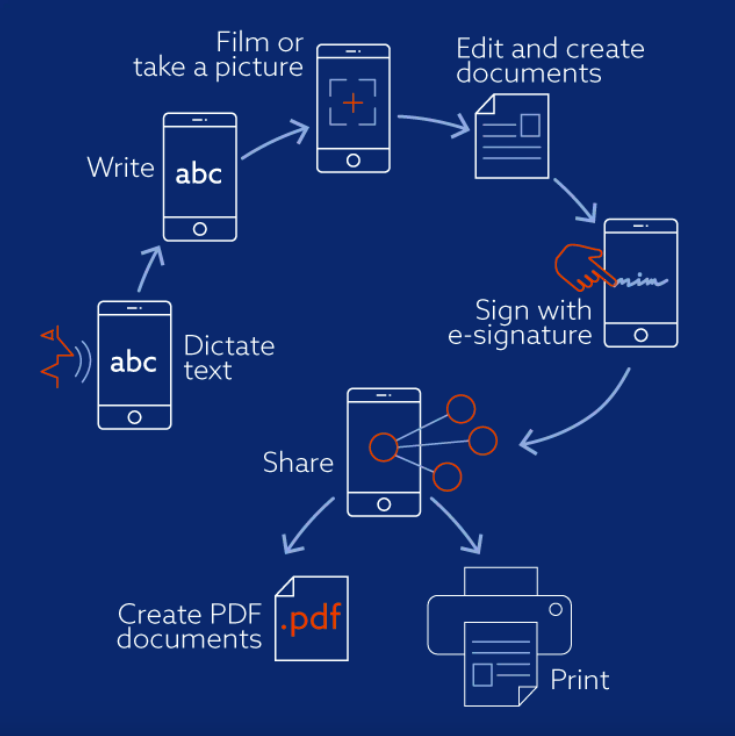 Film or
take a picture
Edit and create
documents
Write
abc
Sign with
e-signature
Dictate
text
abc
Share
Create PDF
documents
.pdf
Print